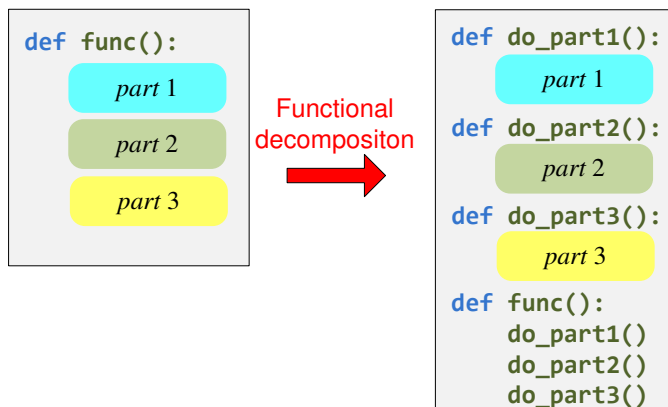 def func():
part 1
part 2
part 3
Functional
decompositon
def do_part1():
part 1
def do_part2():
part 2
def do_part3():
part 3
def func():
do_part1()
do_part2()
do_part3()